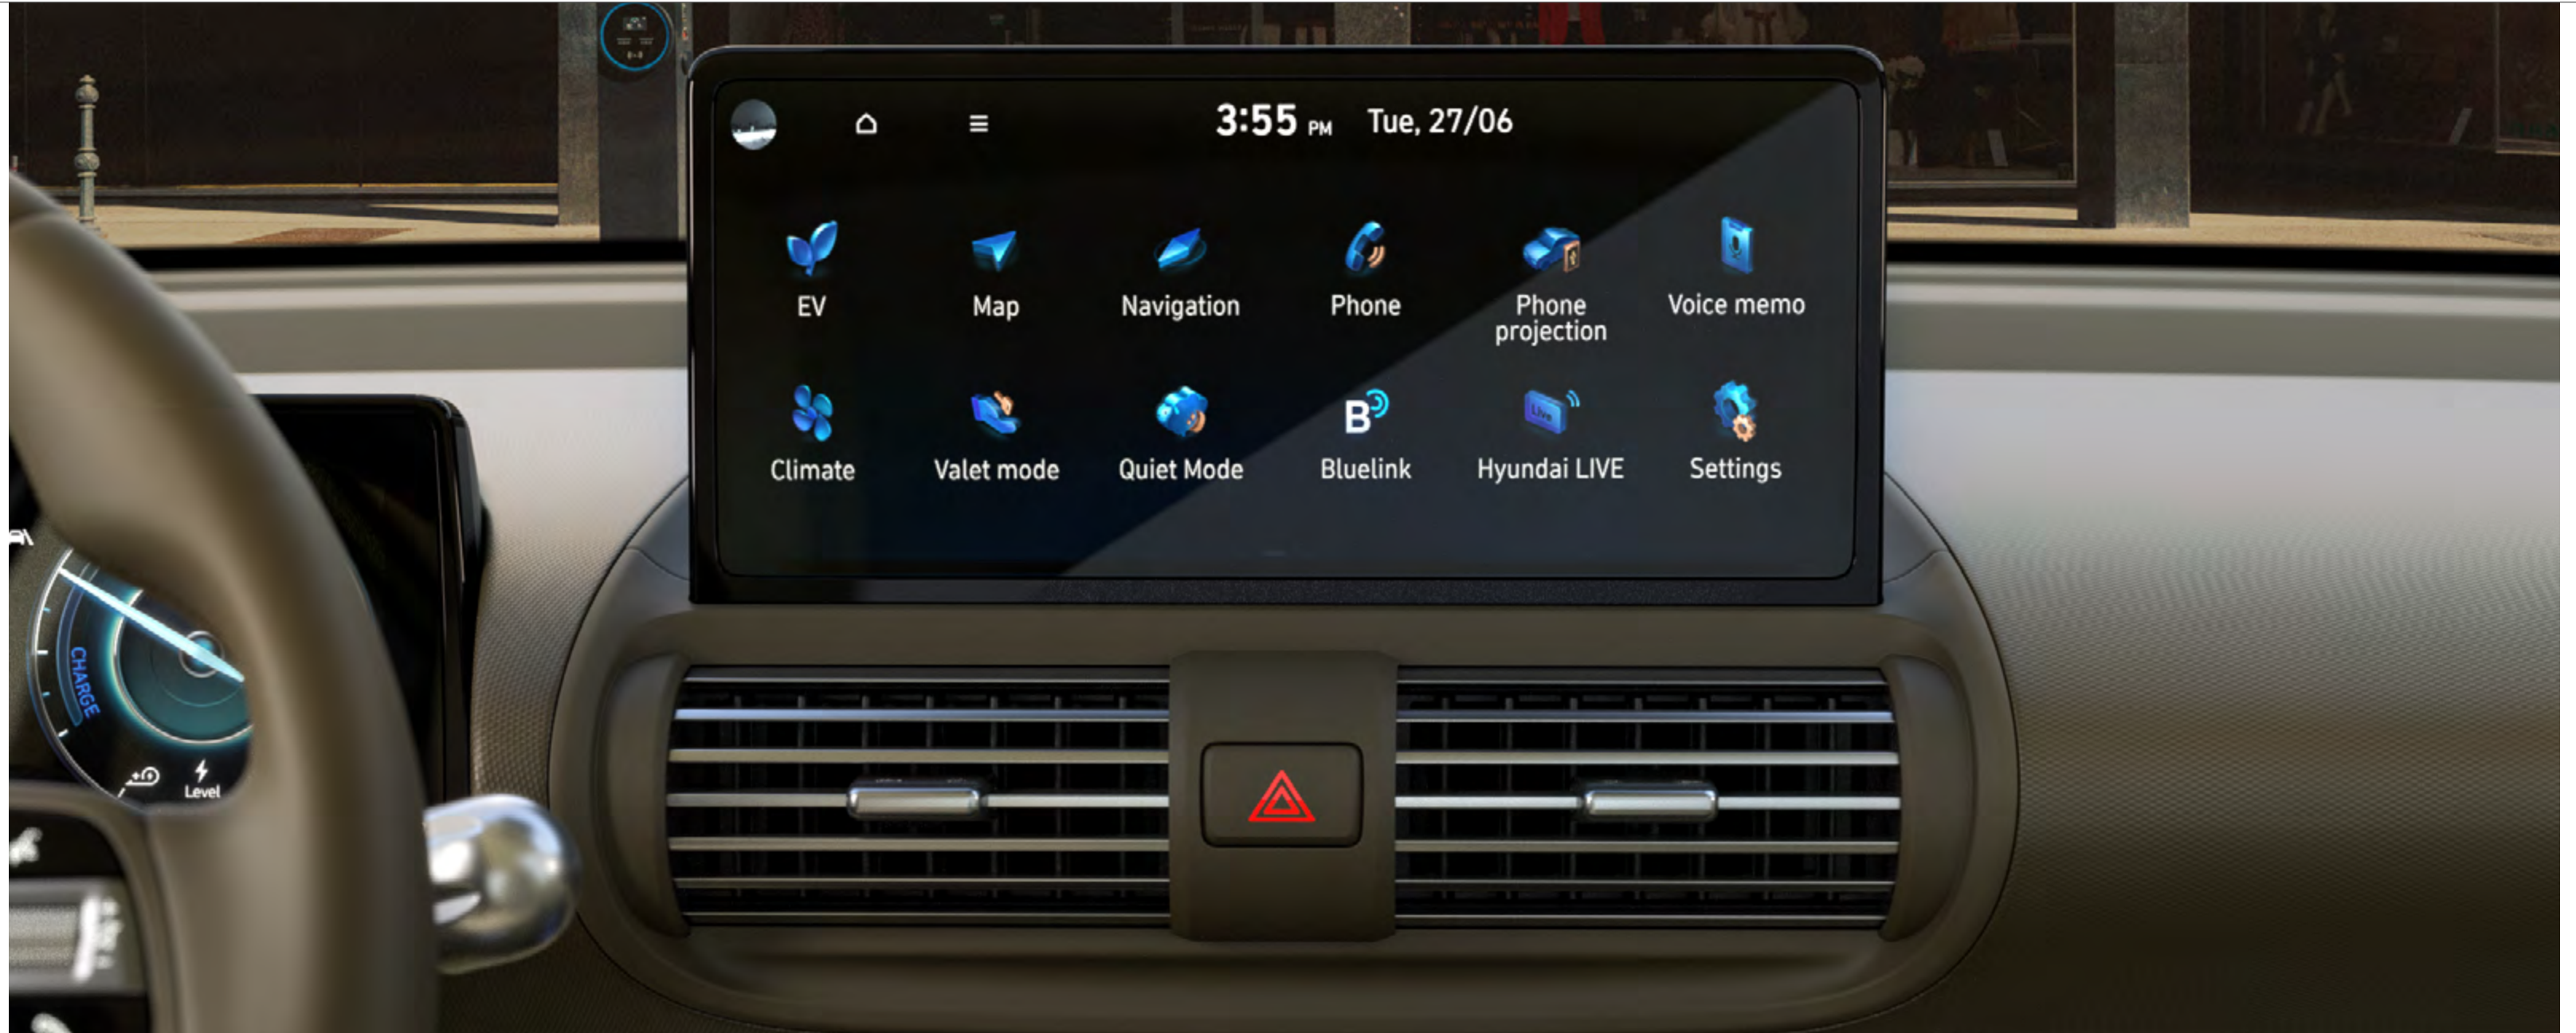 3:55 PM Tue, 27/06
EV
Map
Navigation
Phone
Phone
projection
Voice memo
Climate
Valet mode
Quiet Mode
B
Bluelink
Live
Hyundai LIVE
Settings
CHARGE
Level